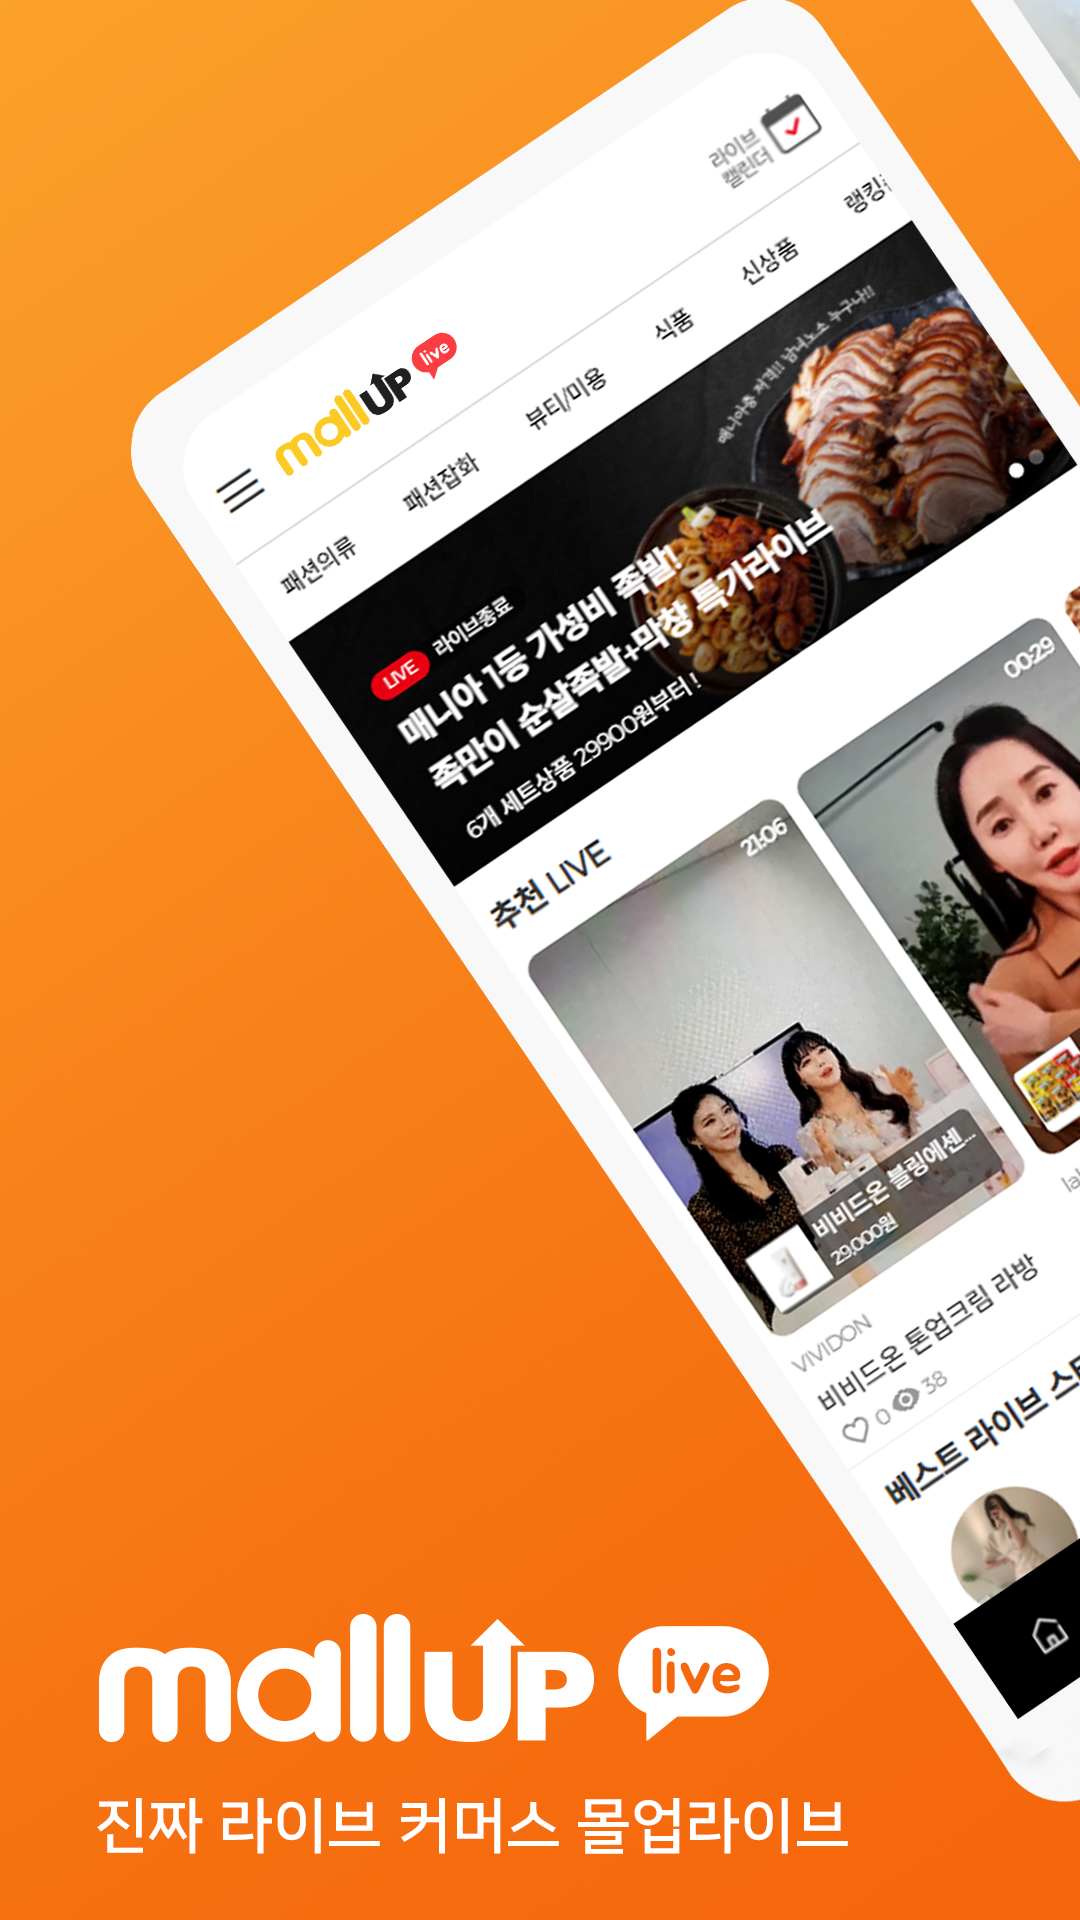 라이브
캘린더
mallUP live
패션의류 패션잡화 뷰티/미용 식품 신상품 랭킹
매니아층 저격!! 남녀노소 누구나!!
LIVE 라이브종료
매니아 1등 가성비 족발!
족만이 순살족발+막창 특가라이브
6개 세트상품 29900원부터 !
추천 LIVE
21:06
00:29
비비드온 블링에센...
29,000원
VIVIDON
비비드온 톤업크림 라방
0 38
베스트 라이브 스
mallUP live
진짜 라이브 커머스 몰업라이브